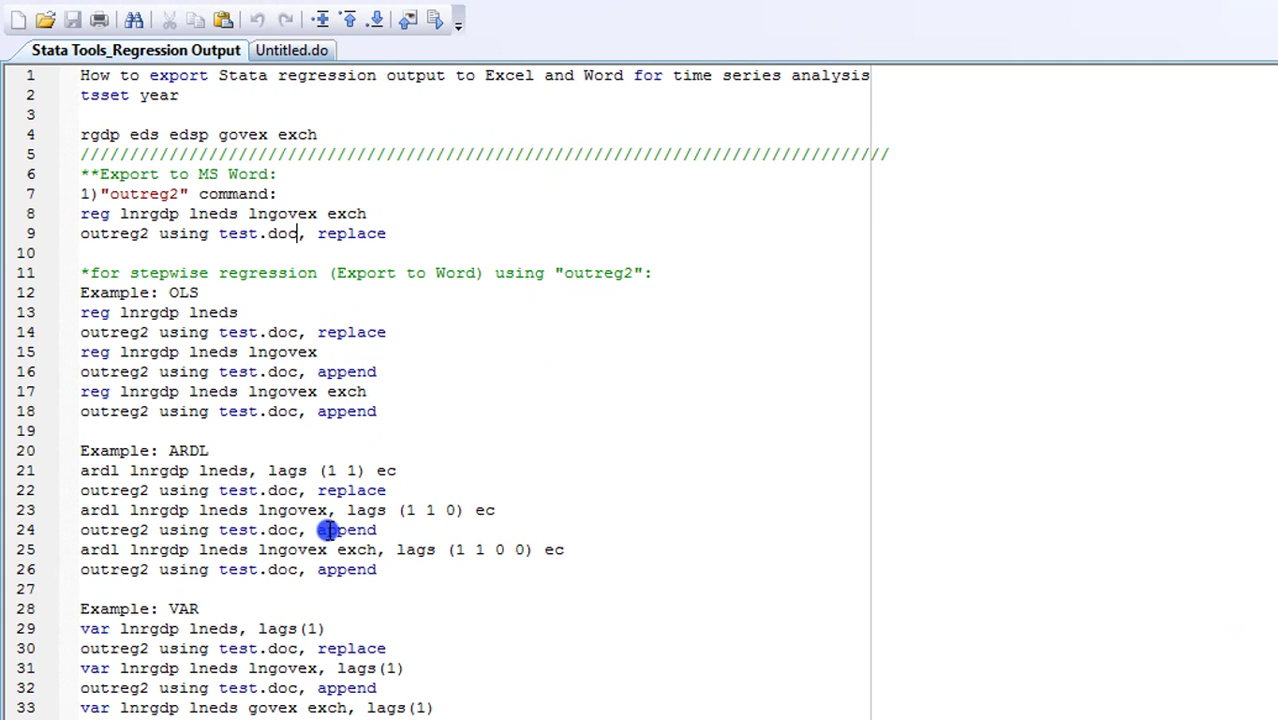 Stata Tools_Regression Output Untitled.do
1 How to export Stata regression output to Excel and Word for time series analysis
2 tsset year
3
4 rgdp eds edsp govex exch
5 //////////////////////////////////////////////////////////////////////////////////
6 **Export to MS Word:
7 1)"outreg2" command:
8 reg lnrgdp lneds lngovex exch
9 outreg2 using test.doc, replace
10
11 *for stepwise regression (Export to Word) using "outreg2":
12 Example: OLS
13 reg lnrgdp lneds
14 outreg2 using test.doc, replace
15 reg lnrgdp lneds lngovex
16 outreg2 using test.doc, append
17 reg lnrgdp lneds lngovex exch
18 outreg2 using test.doc, append
19
20 Example: ARDL
21 ardl lnrgdp lneds, lags (1 1) ec
22 outreg2 using test.doc, replace
23 ardl lnrgdp lneds lngovex, lags (1 1 0) ec
24 outreg2 using test.doc, append
25 ardl lnrgdp lneds lngovex exch, lags (1 1 0 0) ec
26 outreg2 using test.doc, append
27
28 Example: VAR
29 var lnrgdp lneds, lags(1)
30 outreg2 using test.doc, replace
31 var lnrgdp lneds lngovex, lags(1)
32 outreg2 using test.doc, append
33 var lnrgdp lneds govex exch, lags(1)